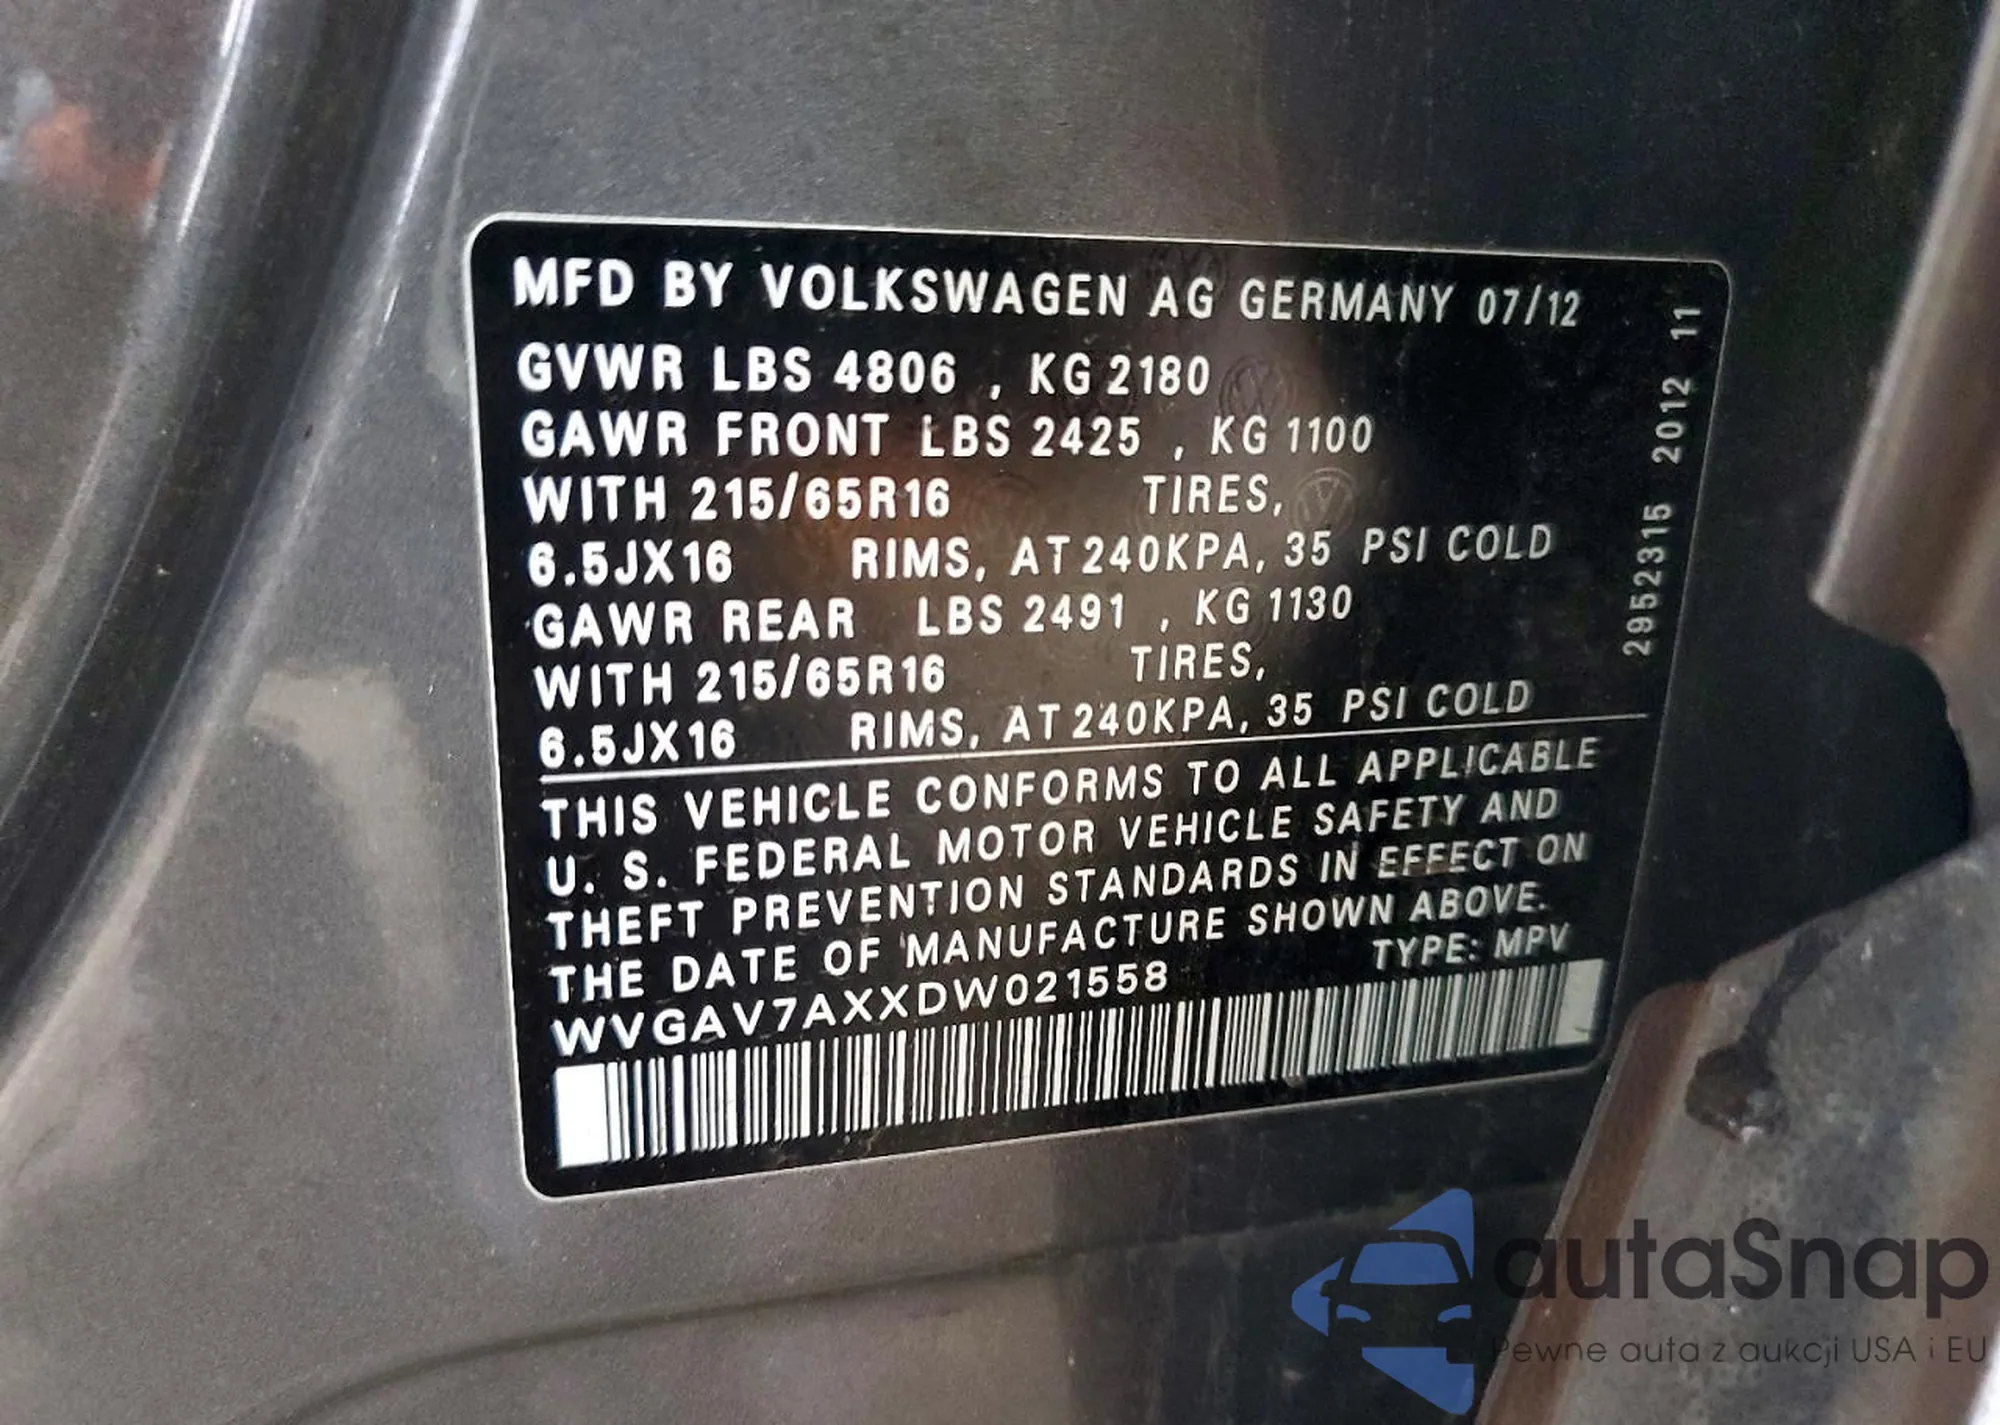 MFD BY VOLKSWAGEN AG GERMANY 07/12
GVWR LBS 4806 , KG 2180
GAWR FRONT LBS 2425 , KG 1100
WITH 215/65R16 TIRES,
6.5JX16 RIMS, AT 240KPA, 35 PSI COLD
GAWR REAR LBS 2491 , KG 1130
WITH 215/65R16 TIRES,
6.5JX16 RIMS, AT 240KPA, 35 PSI COLD
THIS VEHICLE CONFORMS TO ALL APPLICABLE
U. S. FEDERAL MOTOR VEHICLE SAFETY AND
THEFT PREVENTION STANDARDS IN EFFECT ON
THE DATE OF MANUFACTURE SHOWN ABOVE.
TYPE: MPV
WVGAV7AXXDW021558
2952315 2012 11
autaSnap
Pewne auta z aukcji USA i EU